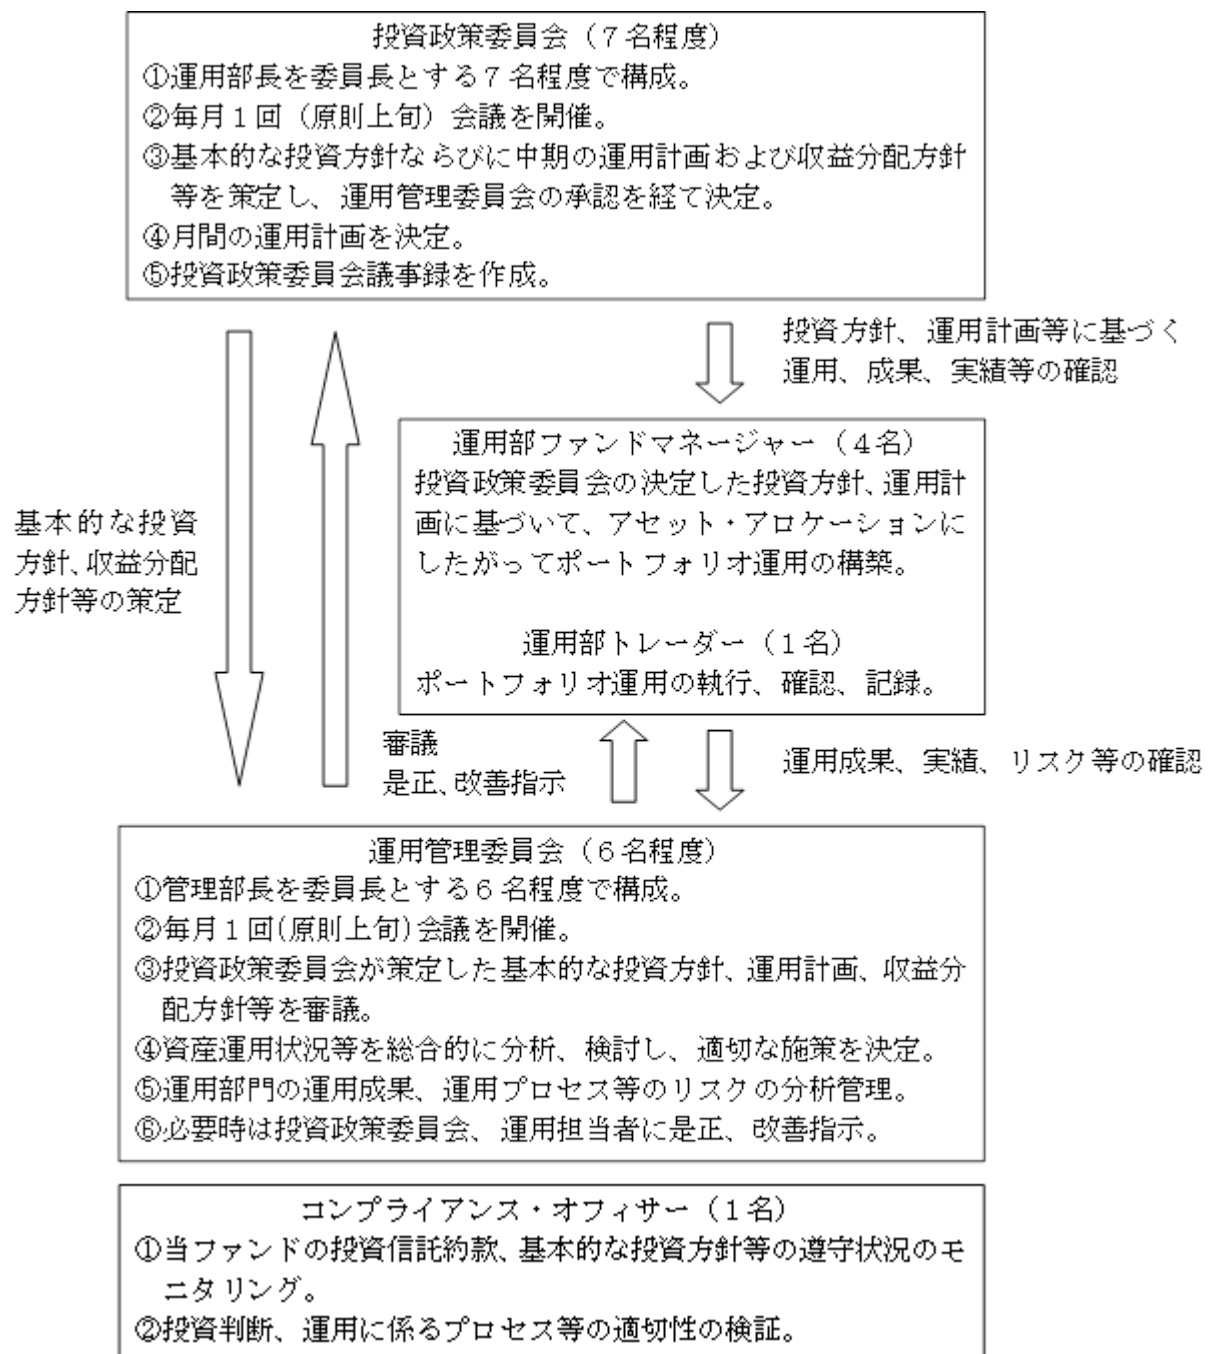 投資政策委員会（７名程度）
①運用部長を委員長とする７名程度で構成。
②毎月１回（原則上旬）会議を開催。
③基本的な投資方針ならびに中期の運用計画および収益分配方針
等を策定し、運用管理委員会の承認を経て決定。
④月間の運用計画を決定。
⑤投資政策委員会議事録を作成。
投資方針、運用計画等に基づく
運用、成果、実績等の確認
運用部ファンドマネージャー（４名）
投資政策委員会の決定した投資方針、運用計
画に基づいて、アセット・アロケーションに
したがってポートフォリオ運用の構築。
運用部トレーダー（１名）
ポートフォリオ運用の執行、確認、記録。
基本的な投資
方針、収益分配
方針等の策定
審議
是正、改善指示
運用成果、実績、リスク等の確認
運用管理委員会（６名程度）
①管理部長を委員長とする６名程度で構成。
②毎月１回(原則上旬)会議を開催。
③投資政策委員会が策定した基本的な投資方針、運用計画、収益分
配方針等を審議。
④資産運用状況等を総合的に分析、検討し、適切な施策を決定。
⑤運用部門の運用成果、運用プロセス等のリスクの分析管理。
⑥必要時は投資政策委員会、運用担当者に是正、改善指示。
コンプライアンス・オフィサー（１名）
①当ファンドの投資信託約款、基本的な投資方針等の遵守状況のモ
ニタリング。
②投資判断、運用に係るプロセス等の適切性の検証。